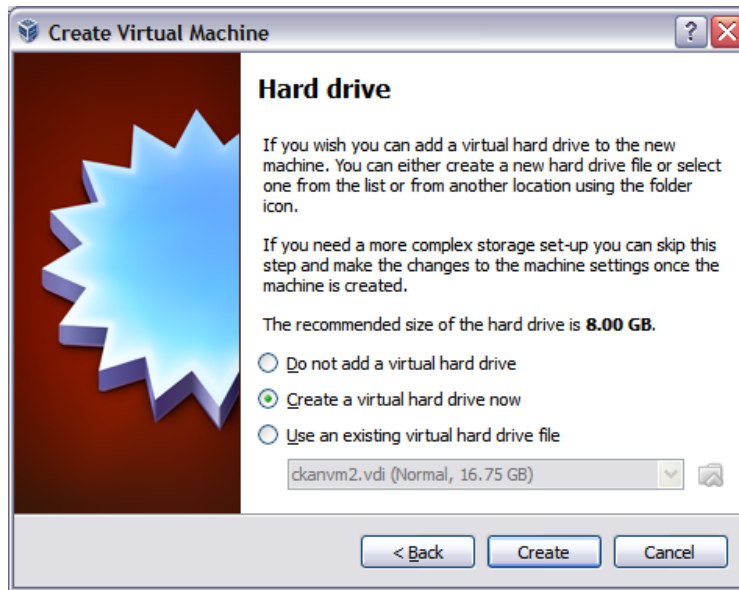 Create Virtual Machine
Hard drive
If you wish you can add a virtual hard drive to the new
machine. You can either create a new hard drive file or select
one from the list or from another location using the folder
icon.
If you need a more complex storage set-up you can skip this
step and make the changes to the machine settings once the
machine is created.
The recommended size of the hard drive is 8.00 GB.
Do not add a virtual hard drive
Create a virtual hard drive now
Use an existing virtual hard drive file
ckanvm2.vdi (Normal, 16.75 GB)
< Back Create Cancel